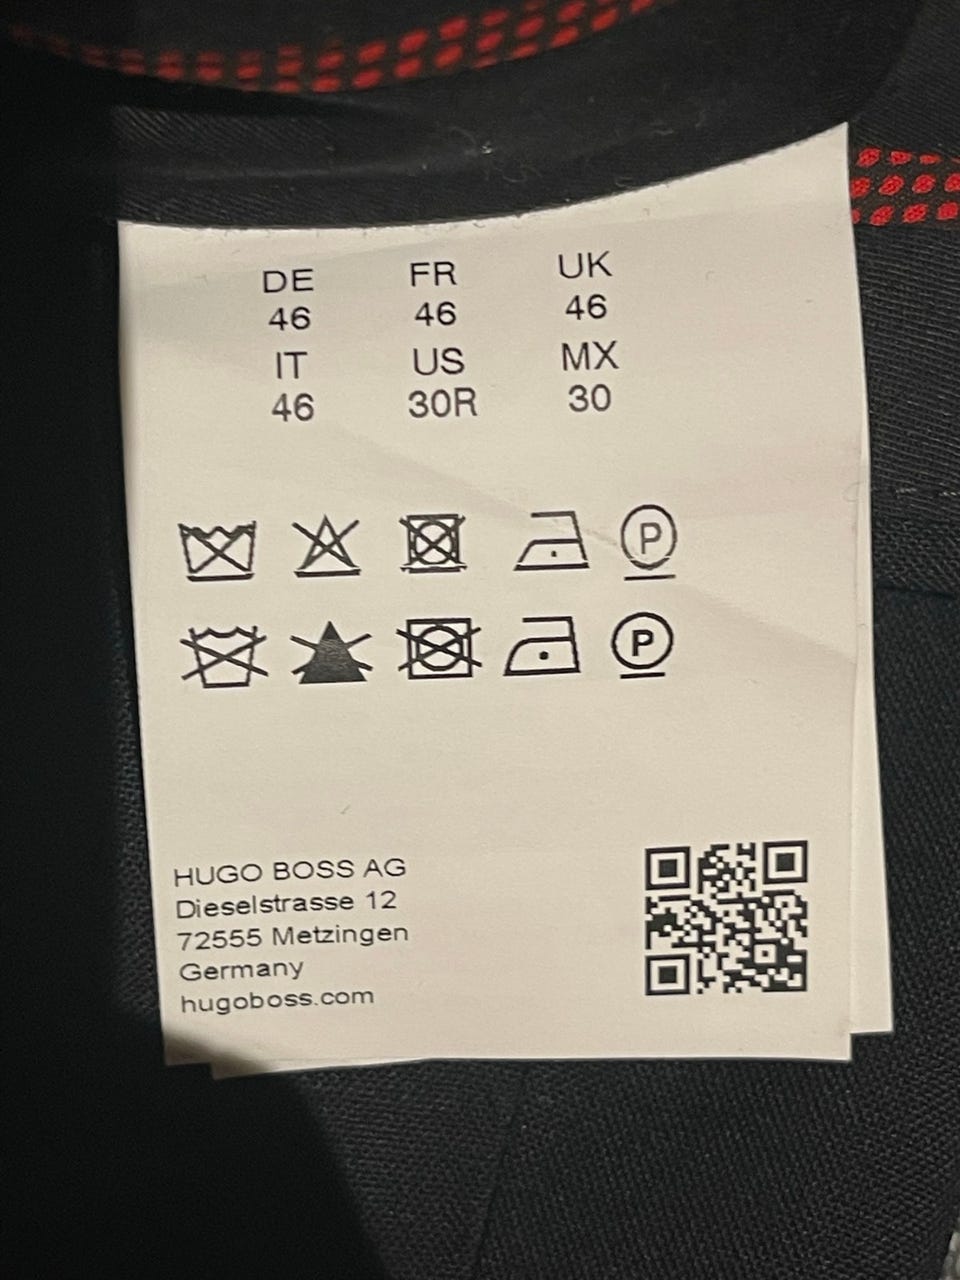 DE FR UK
46 46 46
IT US MX
46 30R 30
P
P
HUGO BOSS AG
Dieselstrasse 12
72555 Metzingen
Germany
hugoboss.com